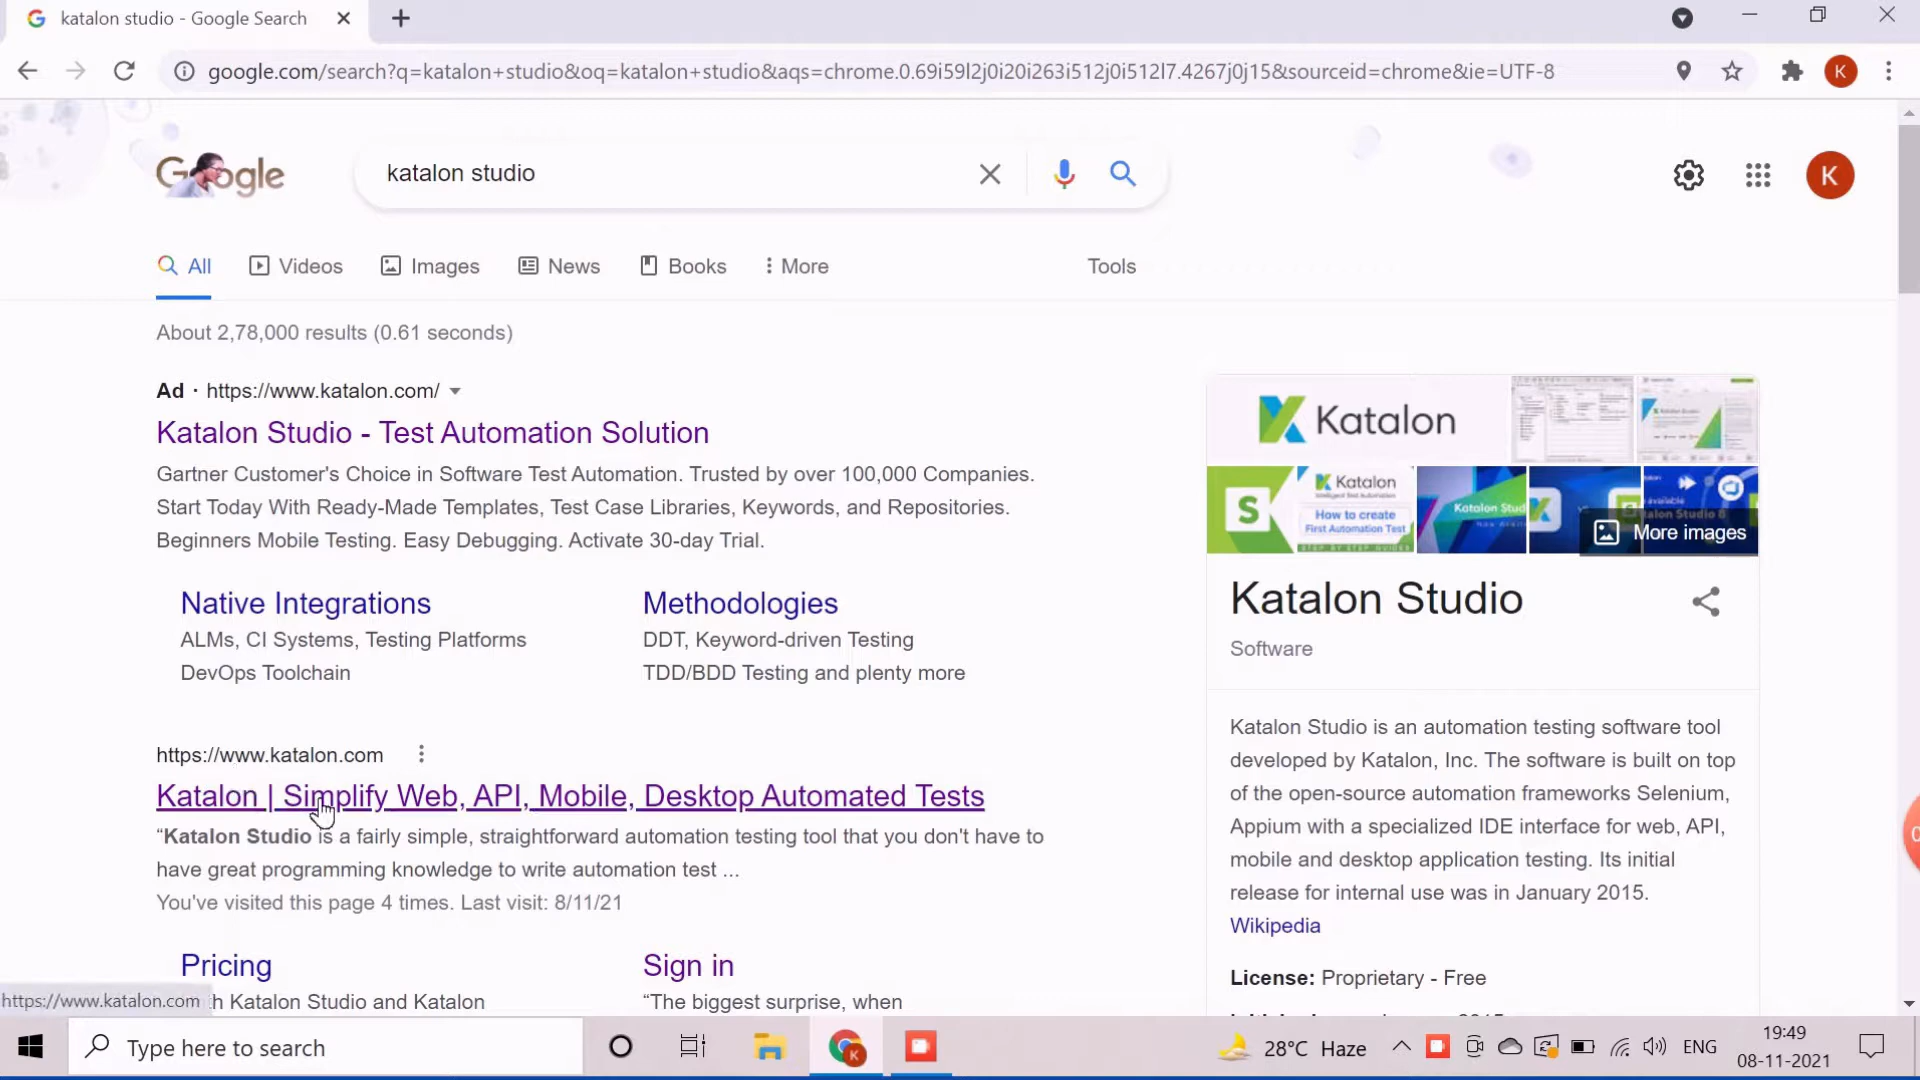 katalon studio - Google Search
google.com/search?q=katalon+studio&oq=katalon+studio&aqs=chrome.0.69i59l2j0i20i263i512j0i512l7.4267j0j15&sourceid=chrome&ie=UTF-8
K
Google
katalon studio
K
All
Videos
Images
News
Books
More
Tools
About 2,78,000 results (0.61 seconds)
Ad · https://www.katalon.com/
Katalon Studio - Test Automation Solution
Gartner Customer's Choice in Software Test Automation. Trusted by over 100,000 Companies.
Start Today With Ready-Made Templates, Test Case Libraries, Keywords, and Repositories.
Beginners Mobile Testing. Easy Debugging. Activate 30-day Trial.
Native Integrations
ALMs, CI Systems, Testing Platforms
DevOps Toolchain
Methodologies
DDT, Keyword-driven Testing
TDD/BDD Testing and plenty more
https://www.katalon.com
Katalon | Simplify Web, API, Mobile, Desktop Automated Tests
“Katalon Studio is a fairly simple, straightforward automation testing tool that you don't have to
have great programming knowledge to write automation test ...
You've visited this page 4 times. Last visit: 8/11/21
Pricing
h Katalon Studio and Katalon
Sign in
“The biggest surprise, when
https://www.katalon.com
Katalon
S
Katalon
How to create
First Automation Test
STEP BY STEP GUIDES
Katalon Stud
available
alon Studio 8
More images
Katalon Studio
Software
Katalon Studio is an automation testing software tool
developed by Katalon, Inc. The software is built on top
of the open-source automation frameworks Selenium,
Appium with a specialized IDE interface for web, API,
mobile and desktop application testing. Its initial
release for internal use was in January 2015.
Wikipedia
License: Proprietary - Free
Type here to search
K
28°C Haze
ENG
19:49
08-11-2021